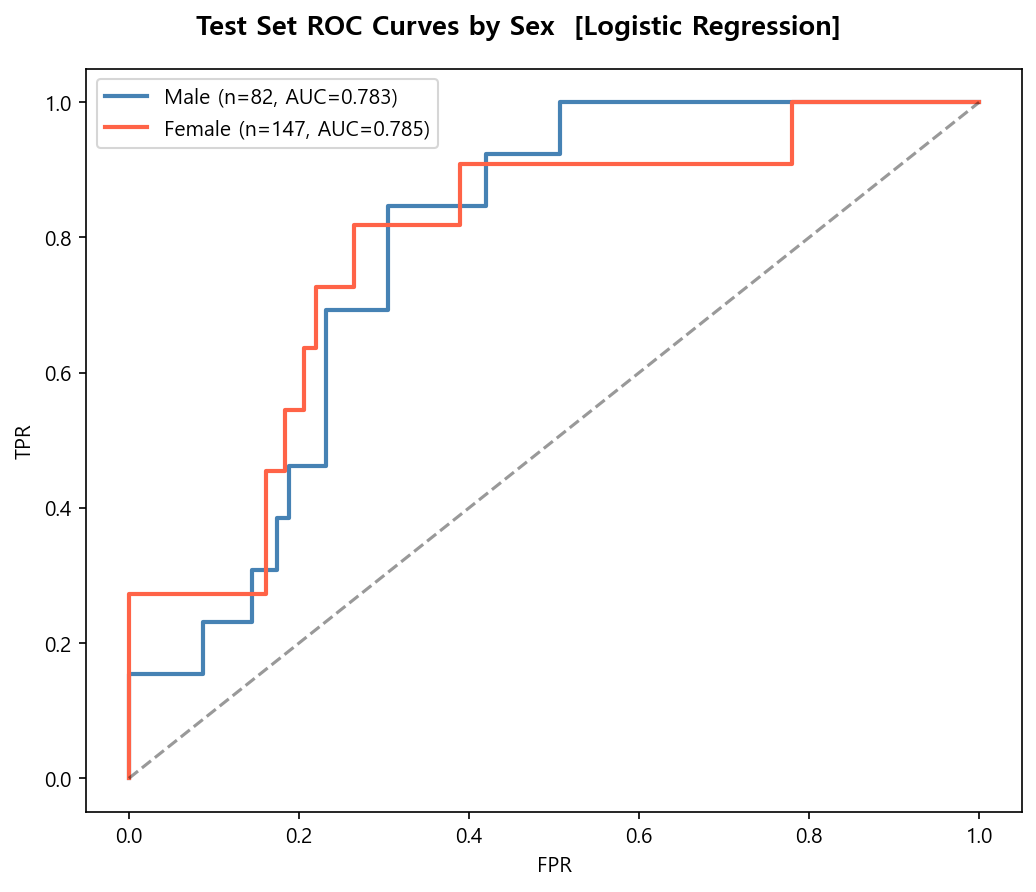 Test Set ROC Curves by Sex  [Logistic Regression]
Male (n=82, AUC=0.783)
Female (n=147, AUC=0.785)
TPR
1.0
0.8
0.6
0.4
0.2
0.0
0.0 0.2 0.4 0.6 0.8 1.0
FPR